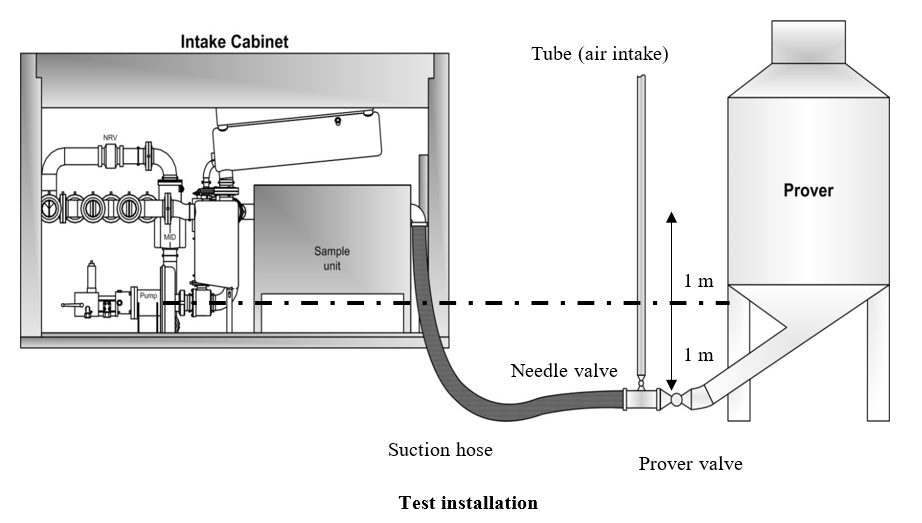 Intake Cabinet
Tube (air intake)
NRV
Prover
MID
Sample
unit
Pump
1 m
1 m
Needle valve
Suction hose
Prover valve
Test installation